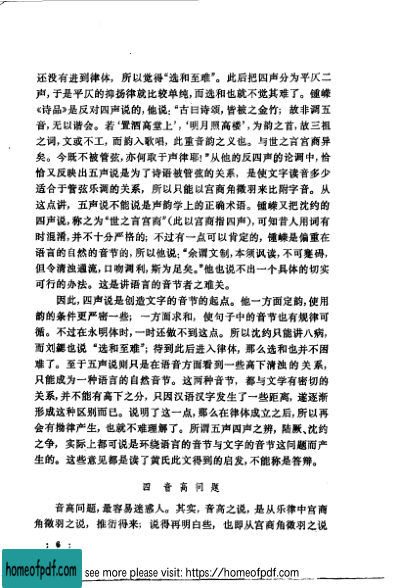 还没有进到律体，所以觉得“选和至难”。此后把四声分为平仄二
声，于是平仄的抑扬律就比较单纯，而选和也就不觉其难了。锺嵘
《诗品》是反对四声说的，他说：“古曰诗颂，皆被之金竹；故非调五
音，无以谐会。若‘置酒高堂上’，‘明月照高楼’，为韵之首，故三祖
之词，文或不工，而韵入歌唱，此重音韵之义也。与世之言宫商异
矣。今既不被管弦，亦何取于声律耶！”从他的反四声的论调中，恰
恰又反映出五声说是为了诗语被管弦的关系，是使文字读音多少
适合于管弦乐调的关系，所以只能以宫商角徵羽来比附字音。从
这点讲，五声说不能说是声韵学上的正确术语。锺嵘又把沈约的
四声说，称之为“世之言宫商”（此以宫商指四声），可知昔人用词有
时混淆，并不十分严格的；不过有一点可以肯定的，锺嵘是偏重在
语言的自然的音节的，所以他说：“余谓文制，本须讽读，不可蹇碍，
但令清浊通流，口吻调利，斯为足矣。”他也说不出一个具体的切实
可行的办法。这是讲语言的音节者之难关。
因此，四声说是创造文字的音节的起点。他一方面定韵，使用
韵的条件更严密一些；一方面求和，使句子中的音节也有规律可
循。不过在永明体时，一时还做不到这点。所以沈约只能讲八病，
而刘勰也说“选和至难”；待到此后进入律体，那么选和也并不困
难了。至于五声说则只是在语音方面看到一些高下清浊的关系，
只能成为一种语言的自然音节。这两种音节，都与文学有密切的
关系，并不能有高下之分，只因汉语汉字发生了一些距离，遂逐渐
形成这种区别而已。说明了这一点，那么在律体成立之后，所以再
会有拗律产生，也就不难理解了。所谓五声四声之辨，陆厥、沈约
之争，实际上都可说是环绕语言的音节与文字的音节这问题而产
生的。这些意见都是读了黄氏此文得到的启发，不能称是答辩。
四 音高问题
音高问题，最容易迷惑人。其实，音高之说，是从乐律中宫商
角徵羽之说，推衍得来；说得再明白些，也即从宫商角徵羽之说
· 6 ·
homeofpdf.com
see more please visit: https://homeofpdf.com